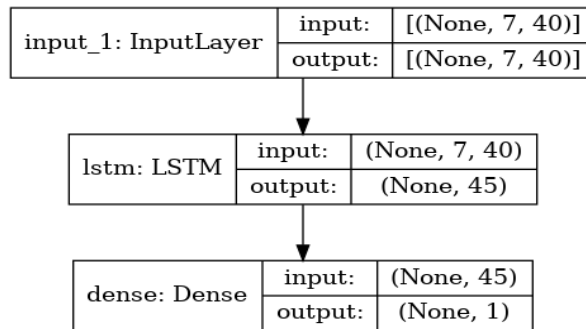 input_1: InputLayer
input: [(None, 7, 40)]
output: [(None, 7, 40)]
lstm: LSTM
input: (None, 7, 40)
output: (None, 45)
dense: Dense
input: (None, 45)
output: (None, 1)